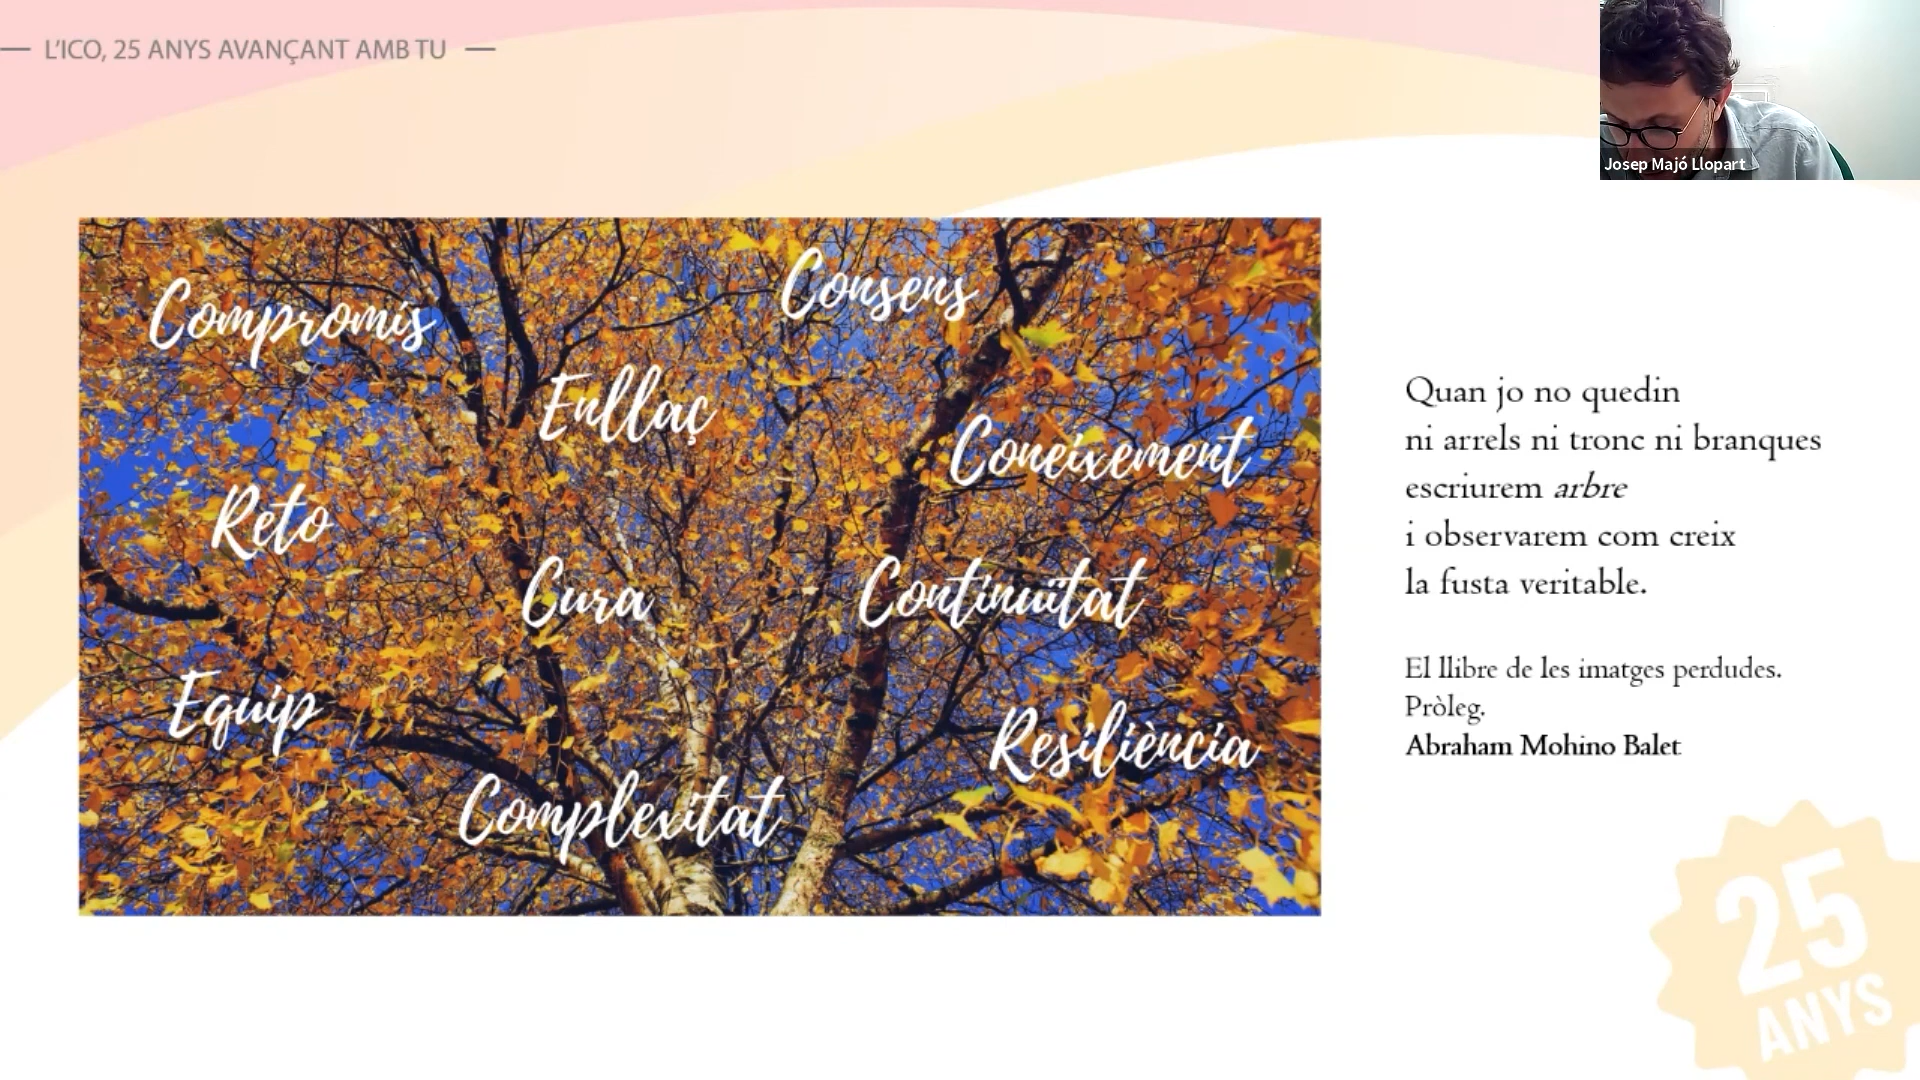 L'ICO, 25 ANYS AVANÇANT AMB TU
Josep Majó Llopart
Compromís
Consens
Enllaç
Coneixement
Reto
Cura
Continuïtat
Equip
Resiliència
Complexitat
Quan jo no quedin
ni arrels ni tronc ni branques
escriurem arbre
i observarem com creix
la fusta veritable.
El llibre de les imatges perdudes.
Pròleg.
Abraham Mohino Balet
25
ANYS